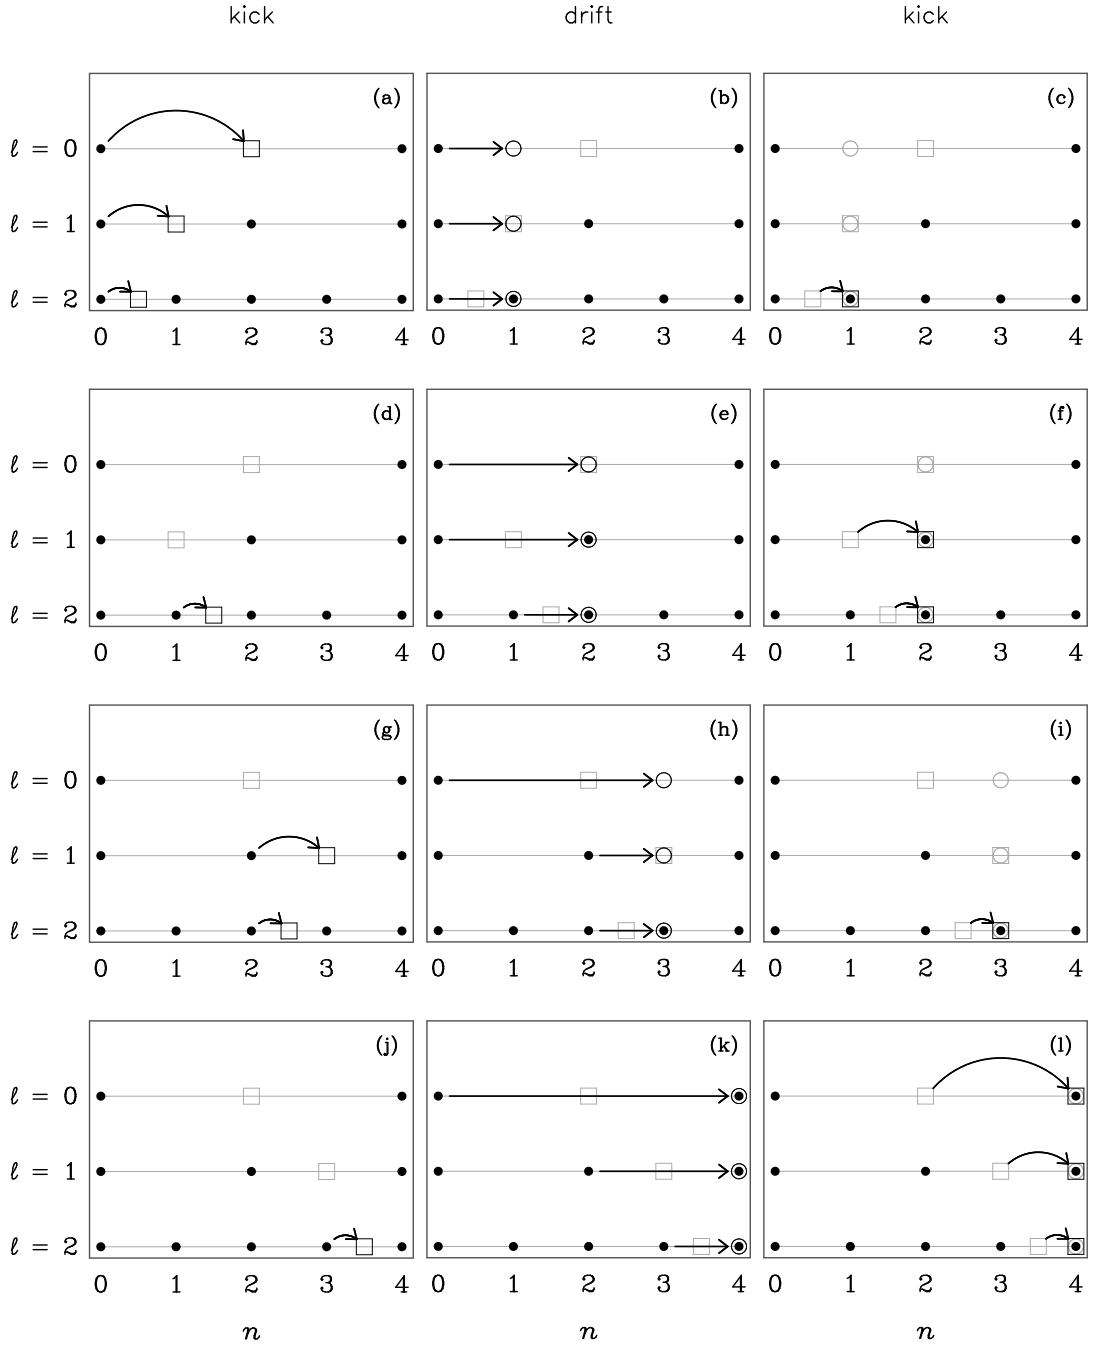 kick drift kick
(a) (b) (c)
ℓ = 0
ℓ = 1
ℓ = 2
0 1 2 3 4 0 1 2 3 4 0 1 2 3 4
(d) (e) (f)
ℓ = 0
ℓ = 1
ℓ = 2
0 1 2 3 4 0 1 2 3 4 0 1 2 3 4
(g) (h) (i)
ℓ = 0
ℓ = 1
ℓ = 2
0 1 2 3 4 0 1 2 3 4 0 1 2 3 4
(j) (k) (l)
ℓ = 0
ℓ = 1
ℓ = 2
0 1 2 3 4 0 1 2 3 4 0 1 2 3 4
n n n